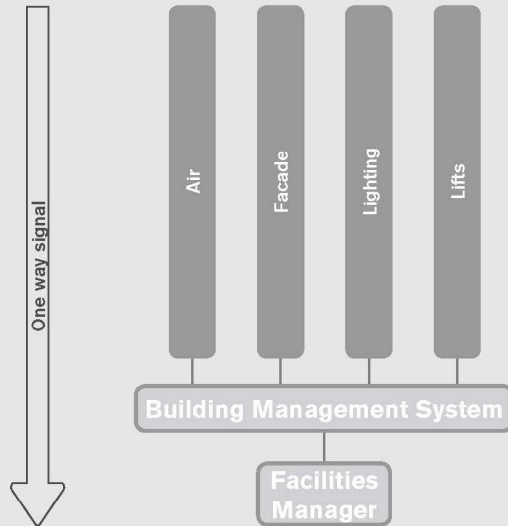 One way signal
Air
Facade
Lighting
Lifts
Building Management System
Facilities
Manager